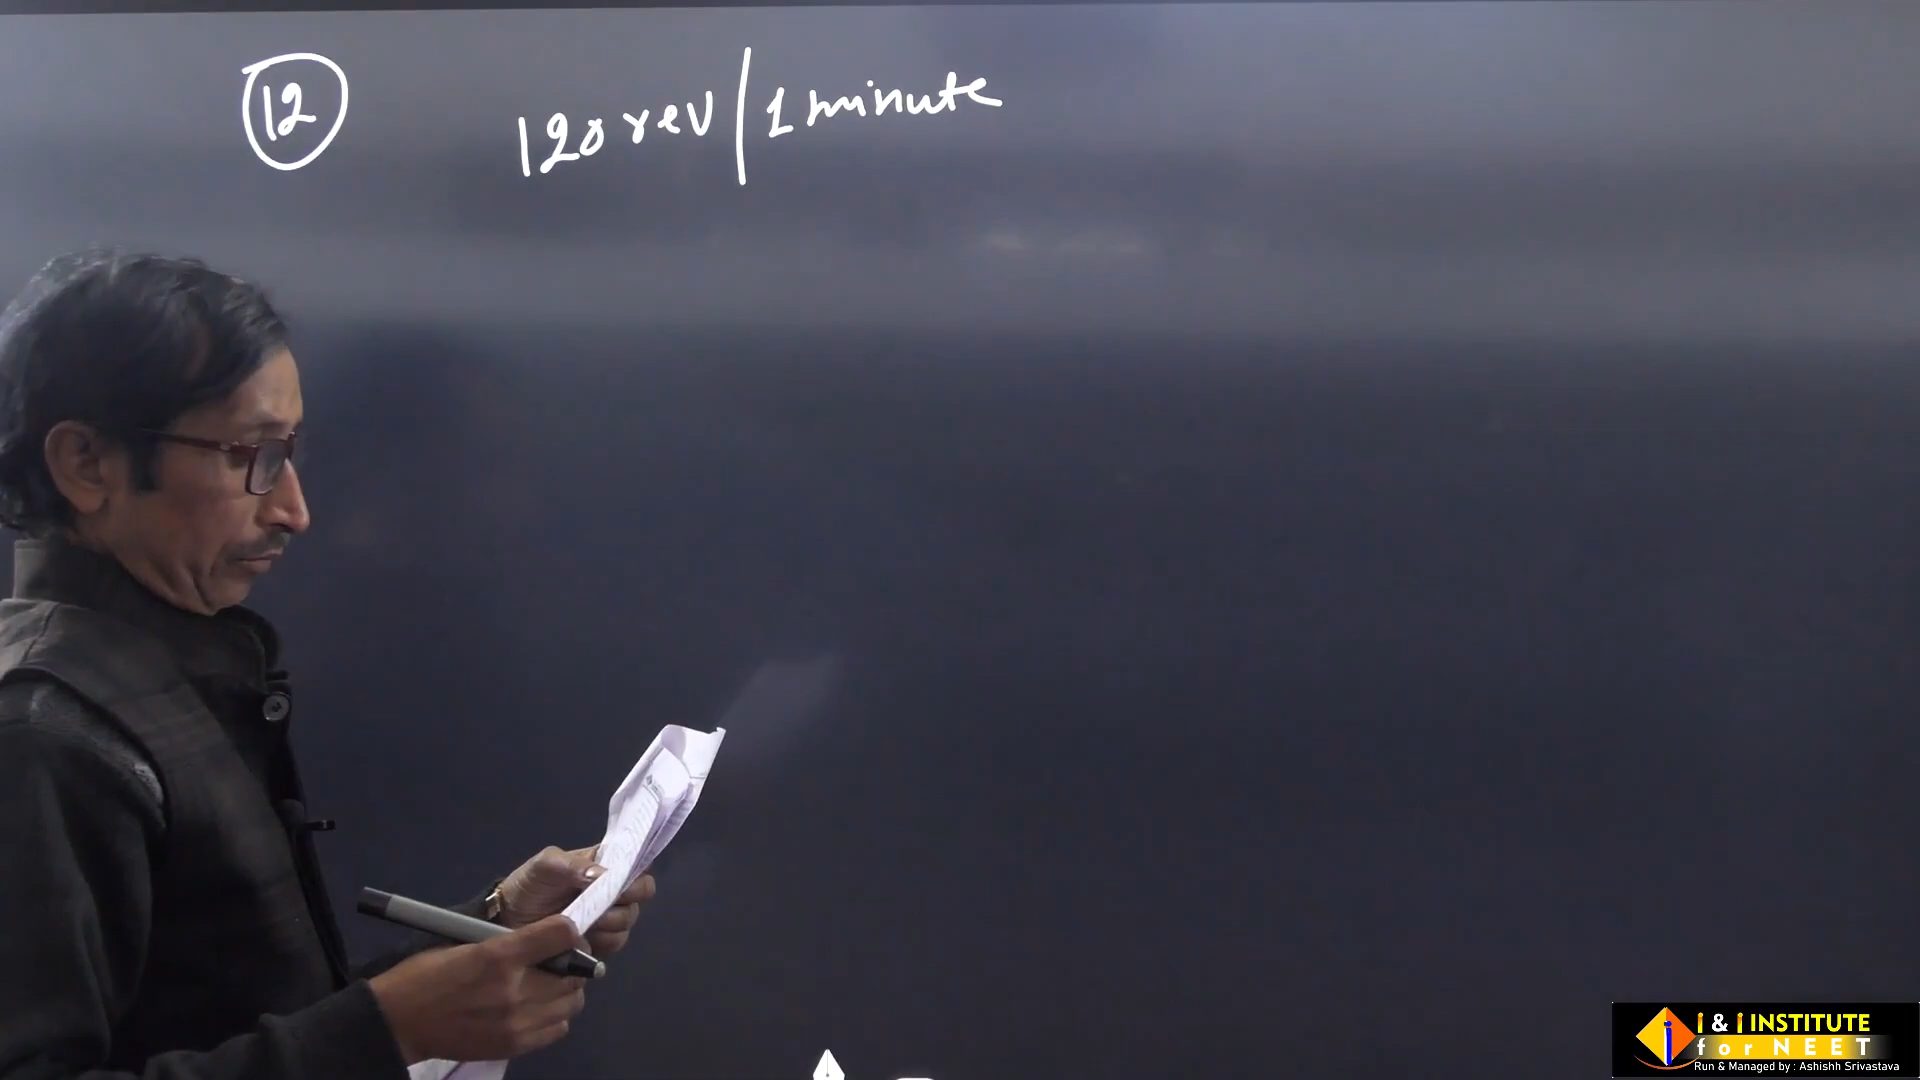 12
120 rev / 1 minute
i & i INSTITUTE
for NEET
Run & Managed by : Ashishh Srivastava